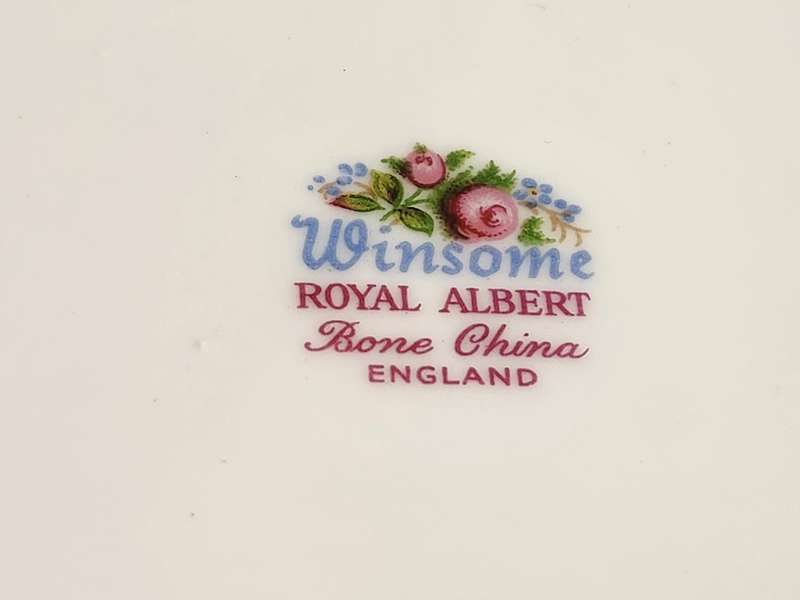 Winsome
ROYAL ALBERT
Bone China
ENGLAND